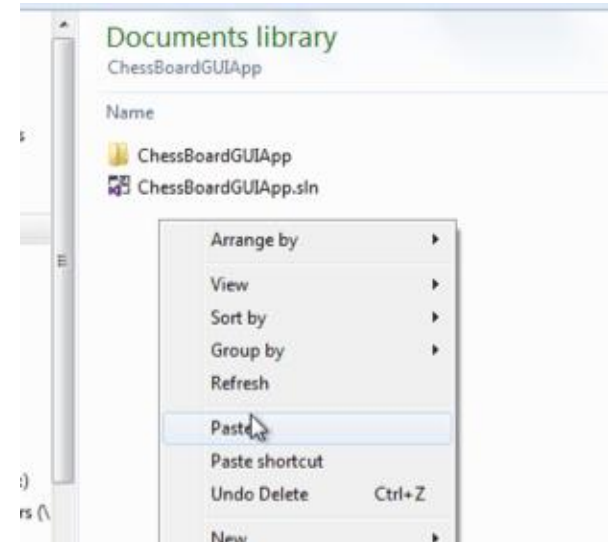 Documents library
ChessBoardGUIApp
Name
ChessBoardGUIApp
ChessBoardGUIApp.sln
Arrange by
View
Sort by
Group by
Refresh
Paste
Paste shortcut
Undo Delete Ctrl+Z
New